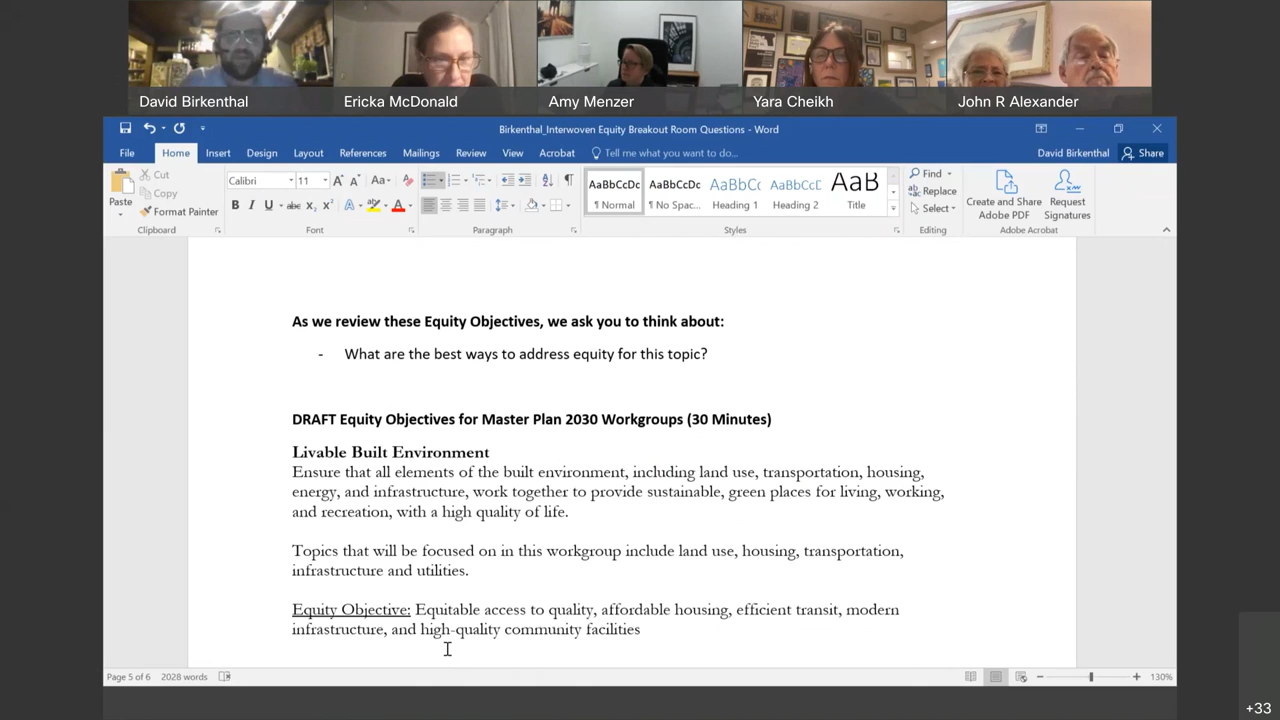 David Birkenthal
Ericka McDonald
Amy Menzer
Yara Cheikh
John R Alexander
Birkenthal_Interwoven Equity Breakout Room Questions - Word
File Home Insert Design Layout References Mailings Review View Acrobat Tell me what you want to do... David Birkenthal Share
Paste
Cut
Copy
Format Painter
Clipboard
Calibri 11
Font
Paragraph
AaBbCcDc AaBbCcDc AaBbCc AaBbCcD AaB
¶ Normal ¶ No Spac... Heading 1 Heading 2 Title
Styles
Find
Replace
Select
Editing
Create and Share Adobe PDF
Request Signatures
Adobe Acrobat
As we review these Equity Objectives, we ask you to think about:
- What are the best ways to address equity for this topic?
DRAFT Equity Objectives for Master Plan 2030 Workgroups (30 Minutes)
Livable Built Environment
Ensure that all elements of the built environment, including land use, transportation, housing,
energy, and infrastructure, work together to provide sustainable, green places for living, working,
and recreation, with a high quality of life.
Topics that will be focused on in this workgroup include land use, housing, transportation,
infrastructure and utilities.
Equity Objective: Equitable access to quality, affordable housing, efficient transit, modern
infrastructure, and high-quality community facilities
Page 5 of 6 2028 words 130%
+33